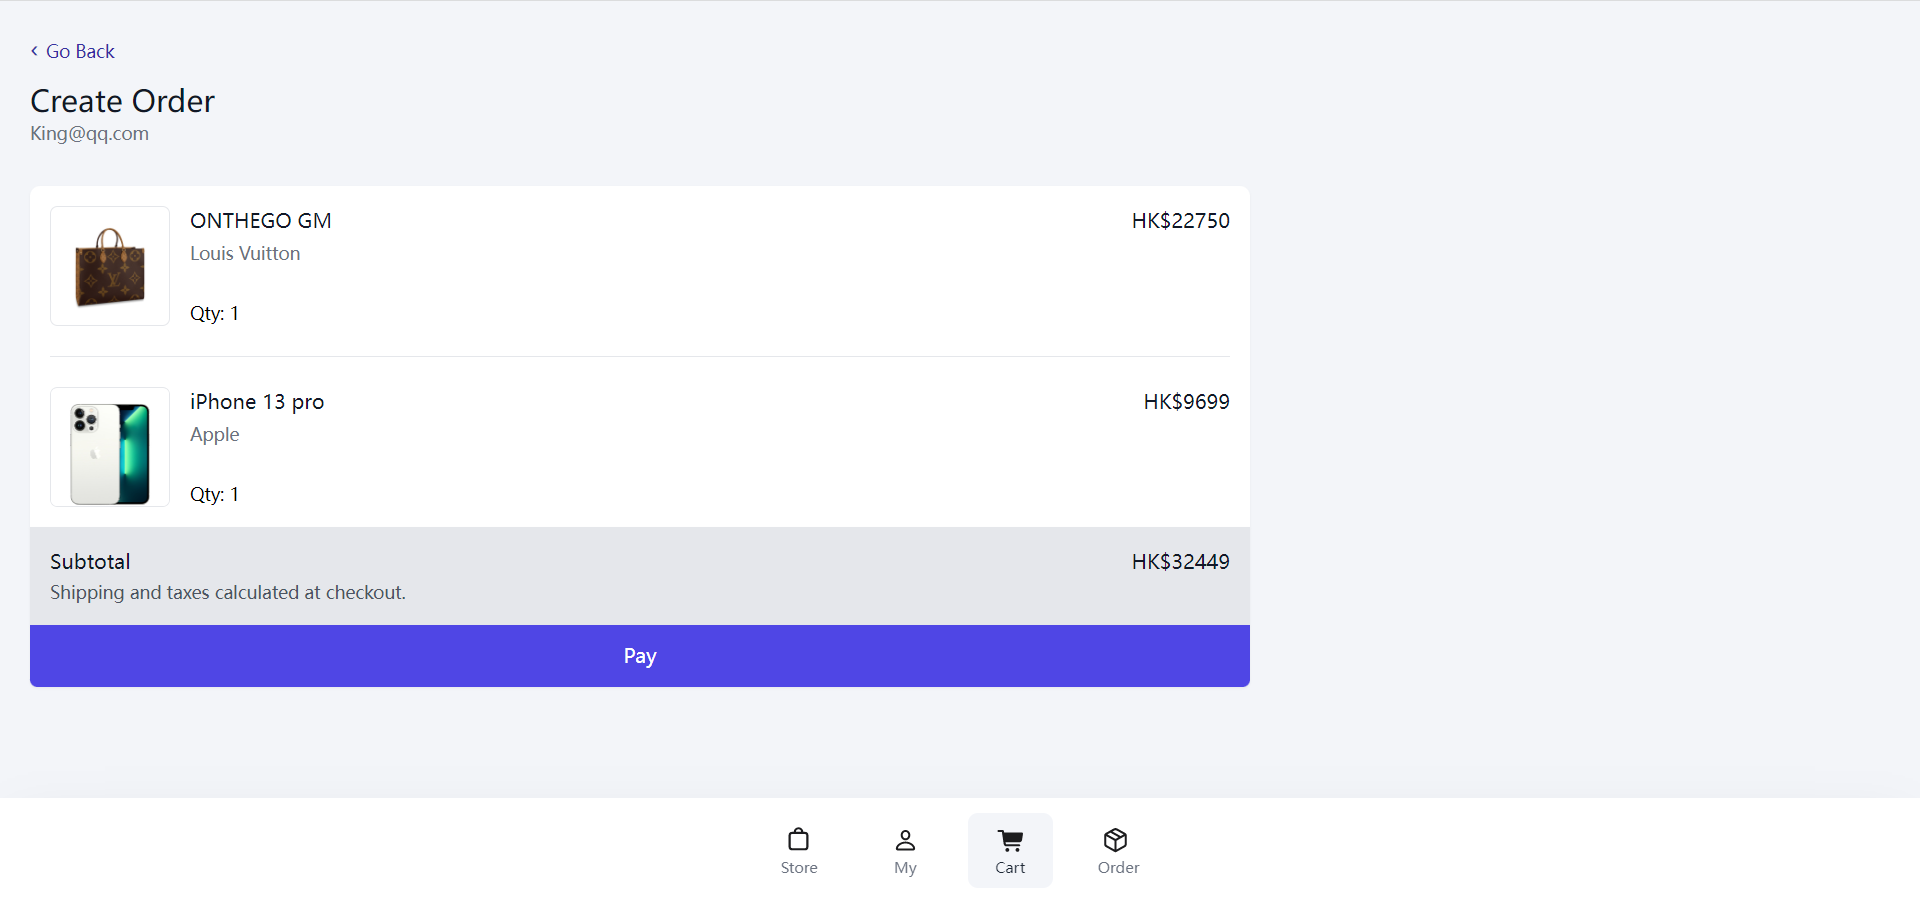 Go Back
Create Order
King@qq.com
ONTHEGO GM
HK$22750
Louis Vuitton
Qty: 1
iPhone 13 pro
HK$9699
Apple
Qty: 1
Subtotal
HK$32449
Shipping and taxes calculated at checkout.
Pay
Store
My
Cart
Order